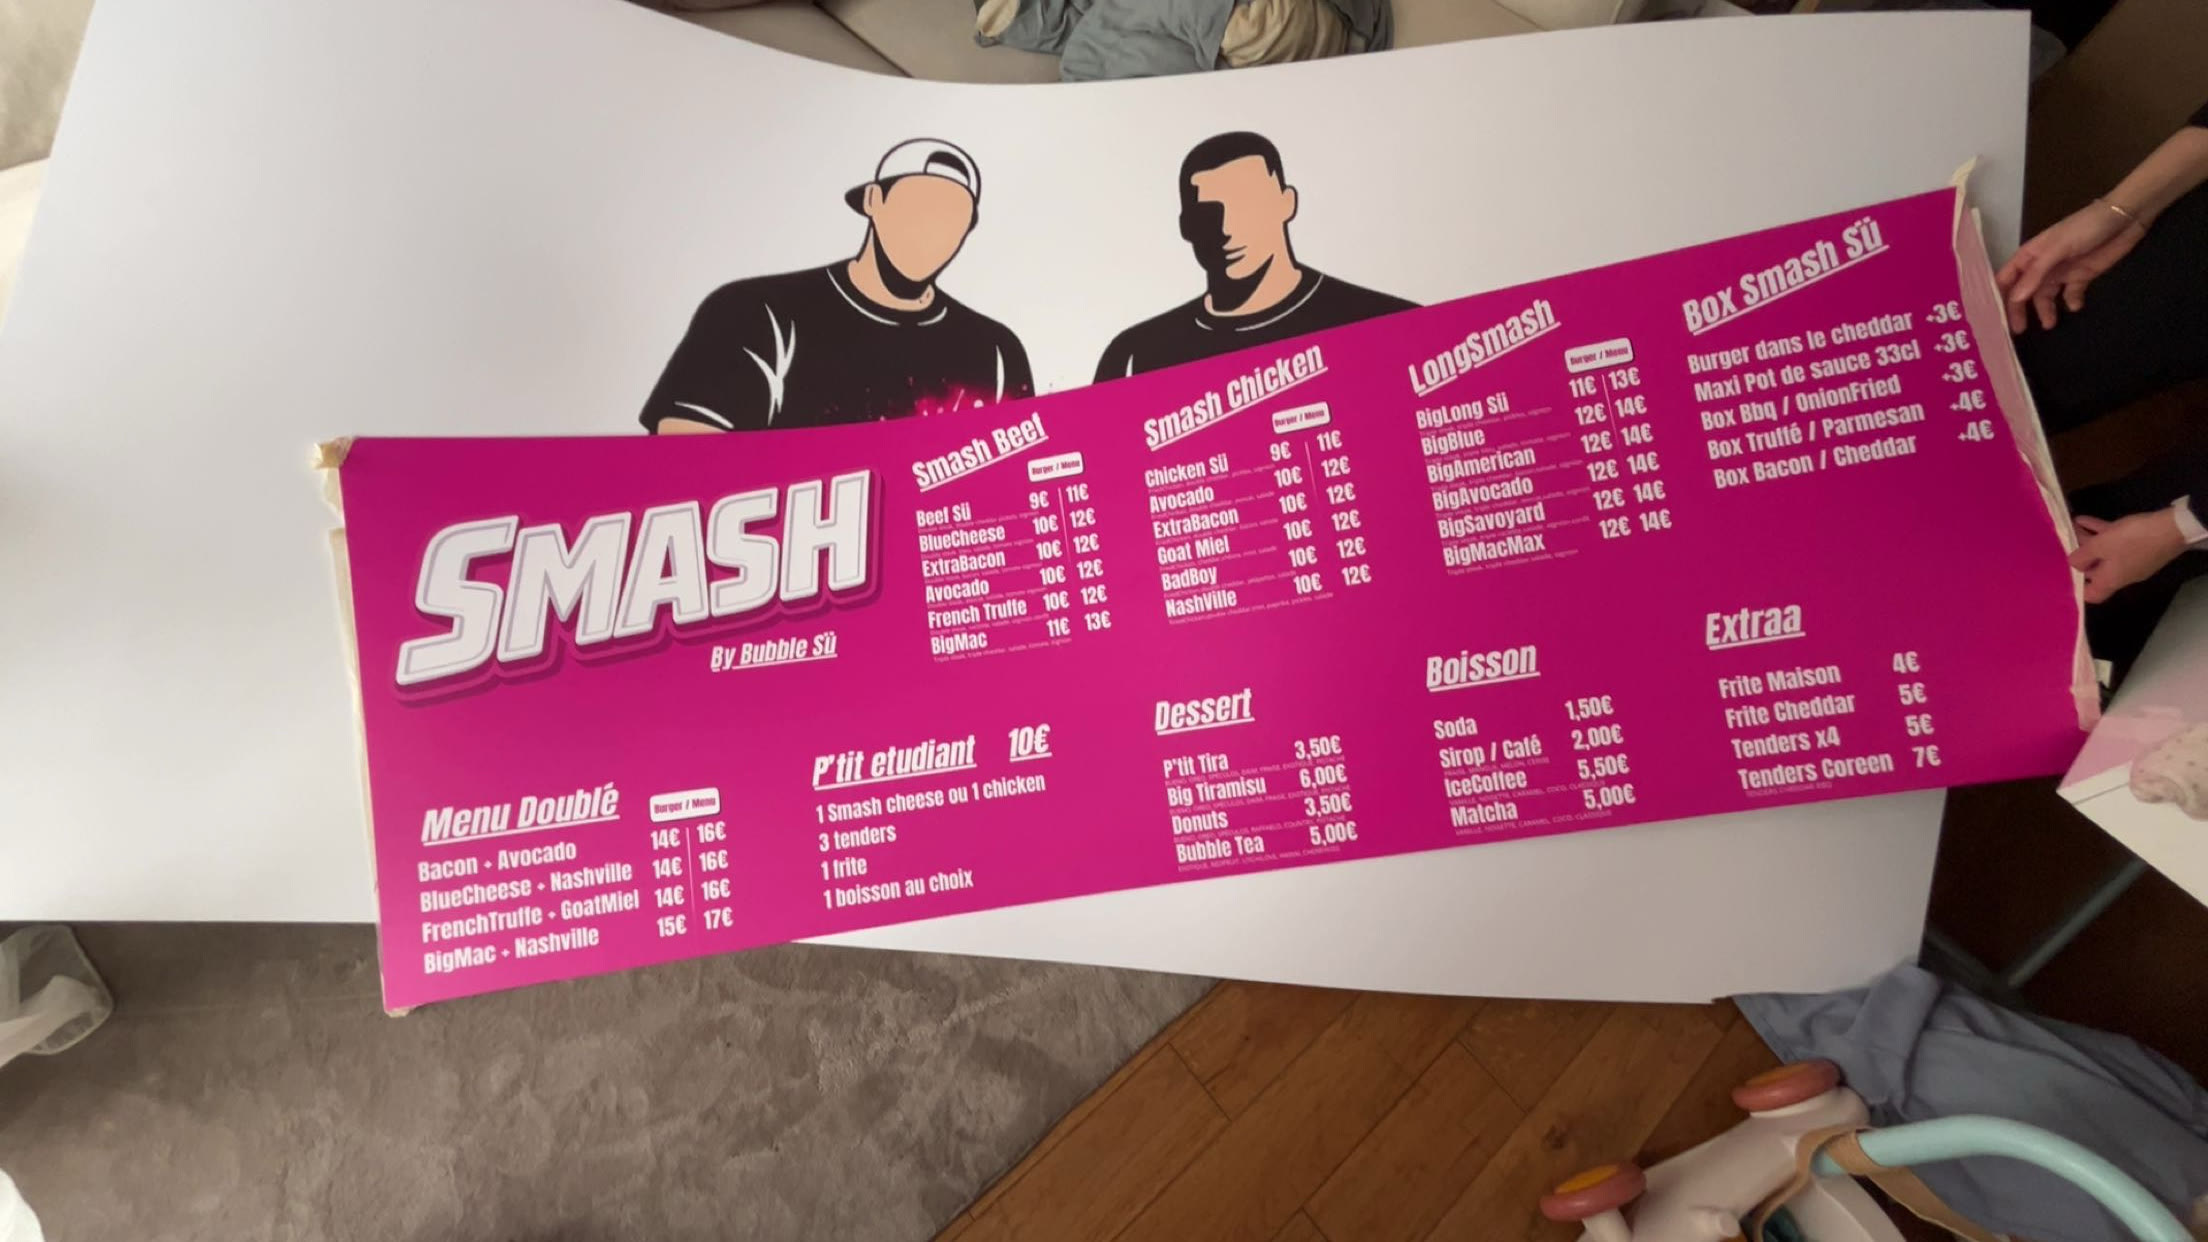 SMASH
By Bubble Sü
Smash Beef
Burger / Menu
Beef Sü 9€ 11€
BlueCheese 10€ 12€
ExtraBacon 10€ 12€
Avocado 10€ 12€
French Truffe 10€ 12€
BigMac 11€ 13€
Smash Chicken
Burger / Menu
Chicken Sü 9€ 11€
Avocado 10€ 12€
ExtraBacon 10€ 12€
Goat Miel 10€ 12€
BadBoy 10€ 12€
NashVille 10€ 12€
LongSmash
Burger / Menu
BigLong Sü 11€ 13€
BigBlue 12€ 14€
BigAmerican 12€ 14€
BigAvocado 12€ 14€
BigSavoyard 12€ 14€
BigMacMax 12€ 14€
Box Smash Sü
Burger dans le cheddar +3€
Maxi Pot de sauce 33cl +3€
Box Bbq / OnionFried +3€
Box Truffé / Parmesan +4€
Box Bacon / Cheddar +4€
Menu Doublé
Burger / Menu
Bacon + Avocado 14€ 16€
BlueCheese + Nashville 14€ 16€
FrenchTruffe + GoatMiel 14€ 16€
BigMac + Nashville 15€ 17€
P'tit etudiant 10€
1 Smash cheese ou 1 chicken
3 tenders
1 frite
1 boisson au choix
Dessert
P'tit Tira 3,50€
Big Tiramisu 6,00€
Donuts 3,50€
Bubble Tea 5,00€
Boisson
Soda 1,50€
Sirop / Café 2,00€
IceCoffee 5,50€
Matcha 5,00€
VANILLE, NOISETTE, CARAMEL, COCO, CLASSIQUE
Extraa
Frite Maison 4€
Frite Cheddar 5€
Tenders x4 5€
Tenders Coreen 7€